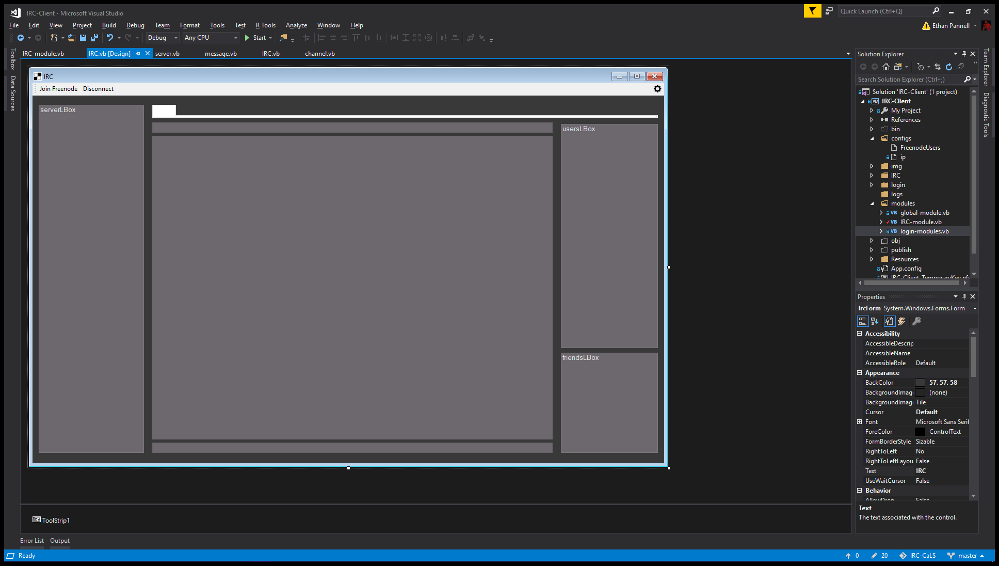 IRC-Client - Microsoft Visual Studio
Quick Launch (Ctrl+Q)
File Edit View Project Build Debug Team Format Tools Test R Tools Analyze Window Help
Ethan Pannell
Debug Any CPU Start
IRC-module.vb IRC.vb [Design] server.vb message.vb IRC.vb channel.vb
Toolbox
Data Sources
IRC
Join Freenode Disconnect
serverLBox
usersLBox
friendsLBox
ToolStrip1
Solution Explorer
Search Solution Explorer (Ctrl+;)
Solution 'IRC-Client' (1 project)
IRC-Client
My Project
References
bin
configs
FreenodeUsers
ip
img
IRC
login
logs
modules
global-module.vb
IRC-module.vb
login-modules.vb
obj
publish
Resources
App.config
IRC-Client_TemporaryKey.pfx
Team Explorer
Diagnostic Tools
Properties
ircForm System.Windows.Forms.Form
Accessibility
AccessibleDescrip
AccessibleName
AccessibleRole Default
Appearance
BackColor 57, 57, 58
BackgroundImage (none)
BackgroundImage Tile
Cursor Default
Font Microsoft Sans Serif
ForeColor ControlText
FormBorderStyle Sizable
RightToLeft No
RightToLeftLayou False
Text IRC
UseWaitCursor False
Behavior
AllowDrop False
Text
The text associated with the control.
Error List Output
Ready
0 20 IRC-CaLS master